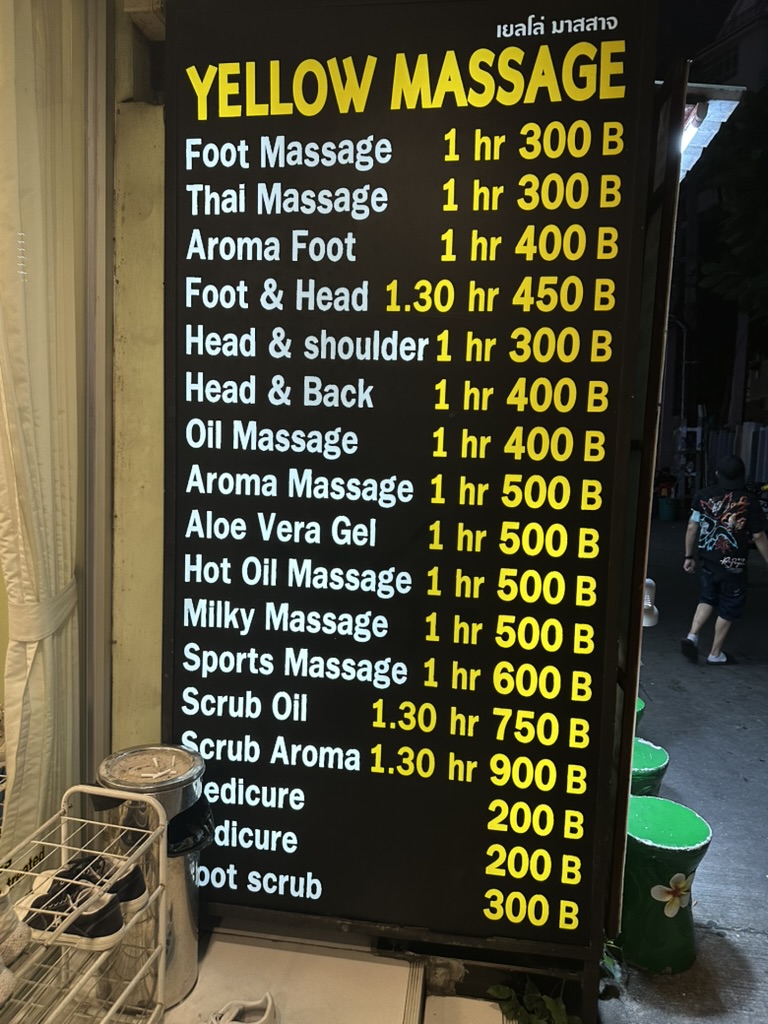 เยลโล่ มาสสาจ
YELLOW MASSAGE
Foot Massage 1 hr 300 B
Thai Massage 1 hr 300 B
Aroma Foot 1 hr 400 B
Foot & Head 1.30 hr 450 B
Head & shoulder 1 hr 300 B
Head & Back 1 hr 400 B
Oil Massage 1 hr 400 B
Aroma Massage 1 hr 500 B
Aloe Vera Gel 1 hr 500 B
Hot Oil Massage 1 hr 500 B
Milky Massage 1 hr 500 B
Sports Massage 1 hr 600 B
Scrub Oil 1.30 hr 750 B
Scrub Aroma 1.30 hr 900 B
edicure 200 B
dicure 200 B
oot scrub 300 B